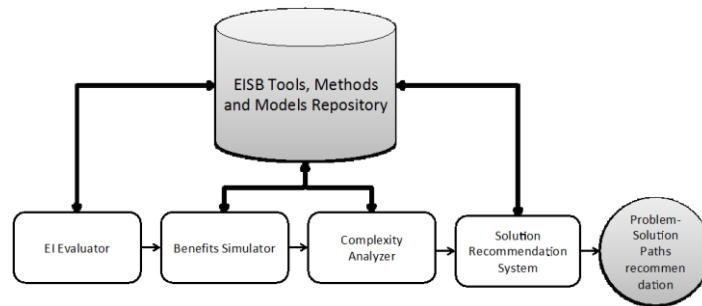 EISB Tools, Methods
and Models Repository
EI Evaluator
Benefits Simulator
Complexity
Analyzer
Solution
Recommendation
System
Problem-
Solution
Paths
recommen
dation